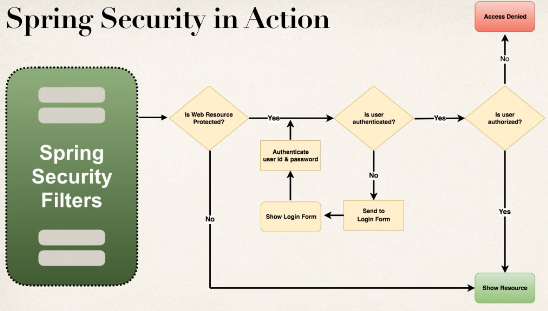 Spring Security in Action
Access Denied
No
Spring
Security
Filters
Is Web Resource
Protected?
Yes
Is user
authenticated?
Yes
Is user
authorized?
Authenticate
user id & password
No
No
Yes
Show Login Form
Send to
Login Form
Show Resource